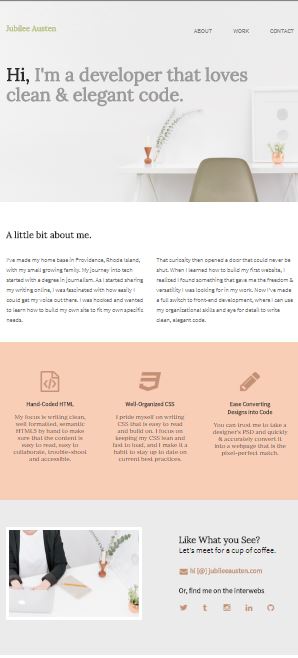 Jubilee Austen
ABOUT WORK CONTACT
Hi, I'm a developer that loves
clean & elegant code.
A little bit about me.
I've made my home base in Providence, Rhode Island,
with my small growing family. My journey into tech
started with a degree in journalism. As I started sharing
my writing online, I was fascinated with how easily I
could get my voice out there. I was hooked and wanted
to learn how to build my own site to fit my own specific
needs.
That curiosity then opened a door that could never be
shut. When I learned how to build my first website, I
realized I found something that gave me the freedom &
versatility I was looking for in my work. Now I've made
a full switch to front-end development, where I can use
my organizational skills and eye for detail to write
clean, elegant code.
Hand-Coded HTML
My focus is writing clean,
well formatted, semantic
HTML5 by hand to make
sure that the content is
easy to read, easy to
collaborate, trouble-shoot
and accessible.
Well-Organized CSS
I pride myself on writing
CSS that is easy to read
and build on. I focus on
keeping my CSS lean and
fast to load, and I make it a
habit to stay up to date on
current best practices.
Ease Converting
Designs into Code
You can trust me to take a
designer's PSD and quickly
& accurately convert it
into a webpage that is the
pixel-perfect match.
Like What you See?
Let's meet for a cup of coffee.
hi [@] jubileeausten.com
Or, find me on the interwebs